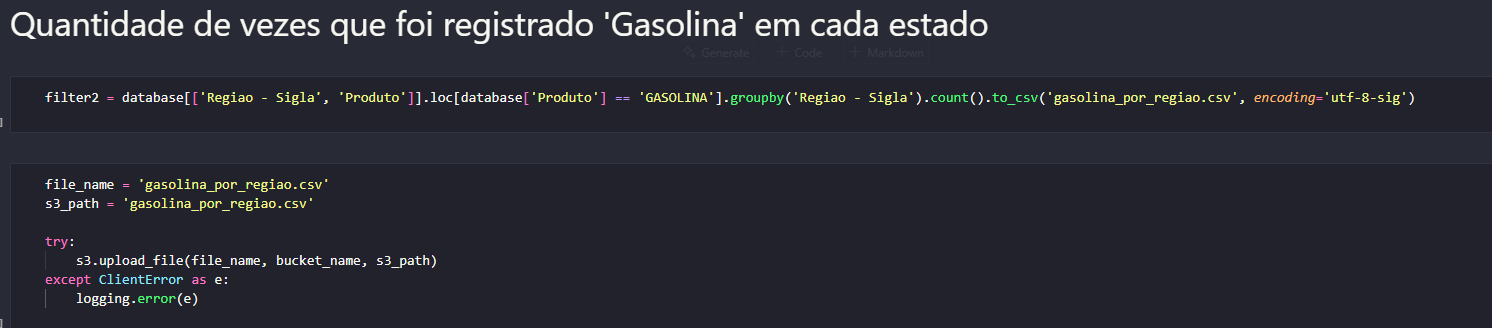 Quantidade de vezes que foi registrado 'Gasolina' em cada estado
Generate + Code + Markdown
filter2 = database[['Regiao - Sigla', 'Produto']].loc[database['Produto'] == 'GASOLINA'].groupby('Regiao - Sigla').count().to_csv('gasolina_por_regiao.csv', encoding='utf-8-sig')
]
file_name = 'gasolina_por_regiao.csv'
s3_path = 'gasolina_por_regiao.csv'
try:
s3.upload_file(file_name, bucket_name, s3_path)
except ClientError as e:
logging.error(e)
]